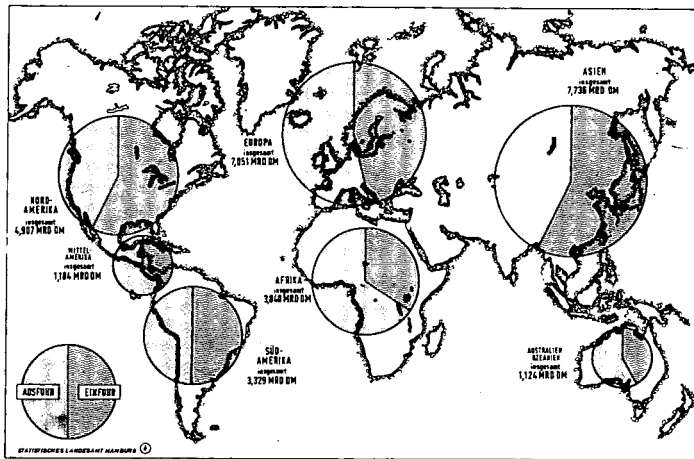 ASIEN
insgesamt
7,736 MRD DM
EUROPA
insgesamt
7,051 MRD DM
NORD-
AMERIKA
insgesamt
4,907 MRD DM
MITTEL-
AMERIKA
insgesamt
1,184 MRD DM
AFRIKA
insgesamt
3,848 MRD DM
SÜD-
AMERIKA
insgesamt
3,329 MRD DM
AUSTRALIEN
OZEANIEN
insgesamt
1,124 MRD DM
AUSFUHR
EINFUHR
STATISTISCHES LANDESAMT HAMBURG